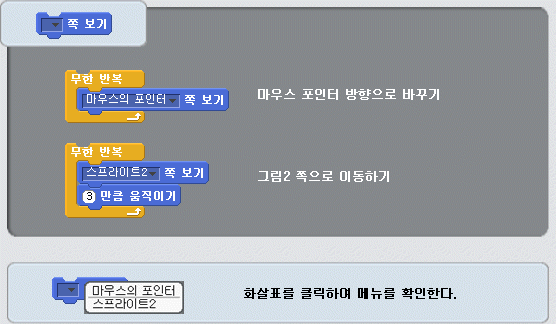 쪽 보기
무한 반복
마우스의 포인터 쪽 보기
마우스 포인터 방향으로 바꾸기
무한 반복
스프라이트2 쪽 보기
3 만큼 움직이기
그림2 쪽으로 이동하기
마우스의 포인터
스프라이트2
화살표를 클릭하여 메뉴를 확인한다.